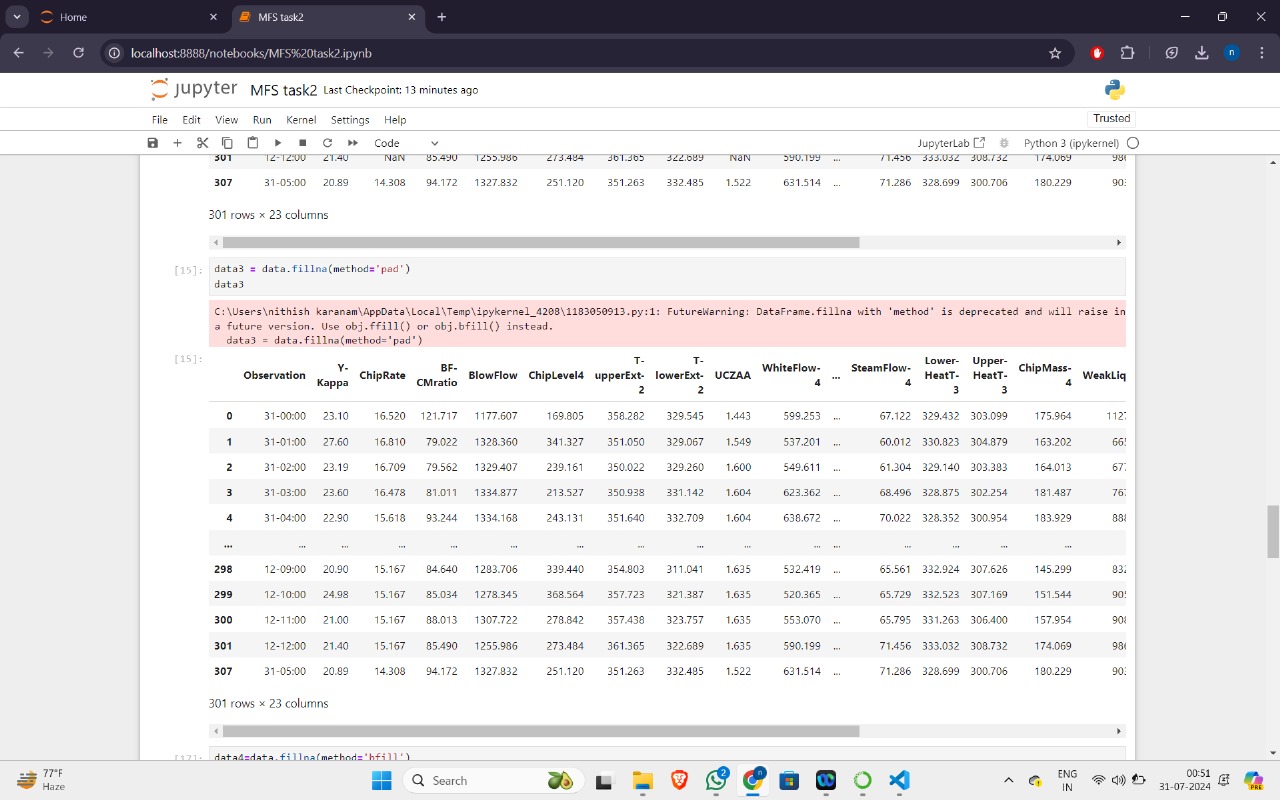 Home
MFS task2
localhost:8888/notebooks/MFS%20task2.ipynb
n
jupyter MFS task2 Last Checkpoint: 13 minutes ago
File Edit View Run Kernel Settings Help
Trusted
Code
JupyterLab Python 3 (ipykernel)
301 12-12:00 21.40 NaN 85.490 1255.986 273.484 361.365 322.689 NaN 590.199 ... 71.456 333.032 308.732 174.069 986
307 31-05:00 20.89 14.308 94.172 1327.832 251.120 351.263 332.485 1.522 631.514 ... 71.286 328.699 300.706 180.229 903
301 rows × 23 columns
[15]: data3 = data.fillna(method='pad')
data3
C:\Users\nithish karanam\AppData\Local\Temp\ipykernel_4208\1183050913.py:1: FutureWarning: DataFrame.fillna with 'method' is deprecated and will raise in
a future version. Use obj.ffill() or obj.bfill() instead.
data3 = data.fillna(method='pad')
[15]:
Observation Y-Kappa ChipRate BF-CMratio BlowFlow ChipLevel4 T-upperExt-2 T-lowerExt-2 UCZAA WhiteFlow-4 ... SteamFlow-4 Lower-HeatT-3 Upper-HeatT-3 ChipMass-4 WeakLiq
0 31-00:00 23.10 16.520 121.717 1177.607 169.805 358.282 329.545 1.443 599.253 ... 67.122 329.432 303.099 175.964 1127
1 31-01:00 27.60 16.810 79.022 1328.360 341.327 351.050 329.067 1.549 537.201 ... 60.012 330.823 304.879 163.202 665
2 31-02:00 23.19 16.709 79.562 1329.407 239.161 350.022 329.260 1.600 549.611 ... 61.304 329.140 303.383 164.013 677
3 31-03:00 23.60 16.478 81.011 1334.877 213.527 350.938 331.142 1.604 623.362 ... 68.496 328.875 302.254 181.487 767
4 31-04:00 22.90 15.618 93.244 1334.168 243.131 351.640 332.709 1.604 638.672 ... 70.022 328.352 300.954 183.929 888
... ... ... ... ... ... ... ... ... ... ... ... ... ... ... ...
298 12-09:00 20.90 15.167 84.640 1283.706 339.440 354.803 311.041 1.635 532.419 ... 65.561 332.924 307.626 145.299 832
299 12-10:00 24.98 15.167 85.034 1278.345 368.564 357.723 321.387 1.635 520.365 ... 65.729 332.523 307.169 151.544 905
300 12-11:00 21.00 15.167 88.013 1307.722 278.842 357.438 323.757 1.635 553.070 ... 65.795 331.263 306.400 157.954 908
301 12-12:00 21.40 15.167 85.490 1255.986 273.484 361.365 322.689 1.635 590.199 ... 71.456 333.032 308.732 174.069 986
307 31-05:00 20.89 14.308 94.172 1327.832 251.120 351.263 332.485 1.522 631.514 ... 71.286 328.699 300.706 180.229 903
301 rows × 23 columns
[17]: data4=data.fillna(method='bfill')
77°F
Haze
Search
2
n
PRE
ENG
IN
00:51
31-07-2024